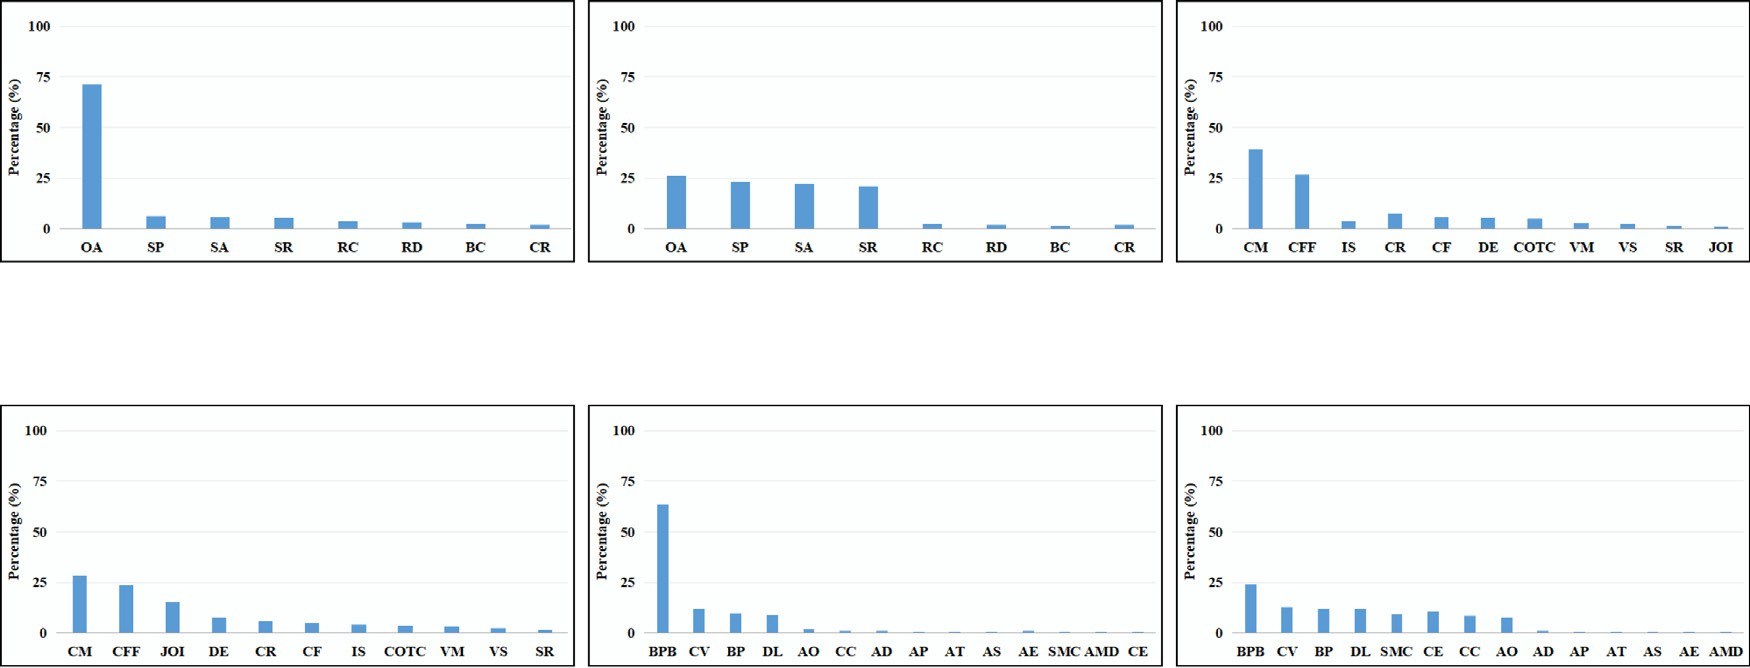 100
75
50
25
0
Percentage (%)
OA SP SA SR RC RD BC CR
100
75
50
25
0
Percentage (%)
OA SP SA SR RC RD BC CR
100
75
50
25
0
Percentage (%)
CM CFF IS CR CF DE COTC VM VS SR JOI
100
75
50
25
0
Percentage (%)
CM CFF JOI DE CR CF IS COTC VM VS SR
100
75
50
25
0
Percentage (%)
BPB CV BP DL AO CC AD AP AT AS AE SMC AMD CE
100
75
50
25
0
Percentage (%)
BPB CV BP DL SMC CE CC AO AD AP AT AS AE AMD